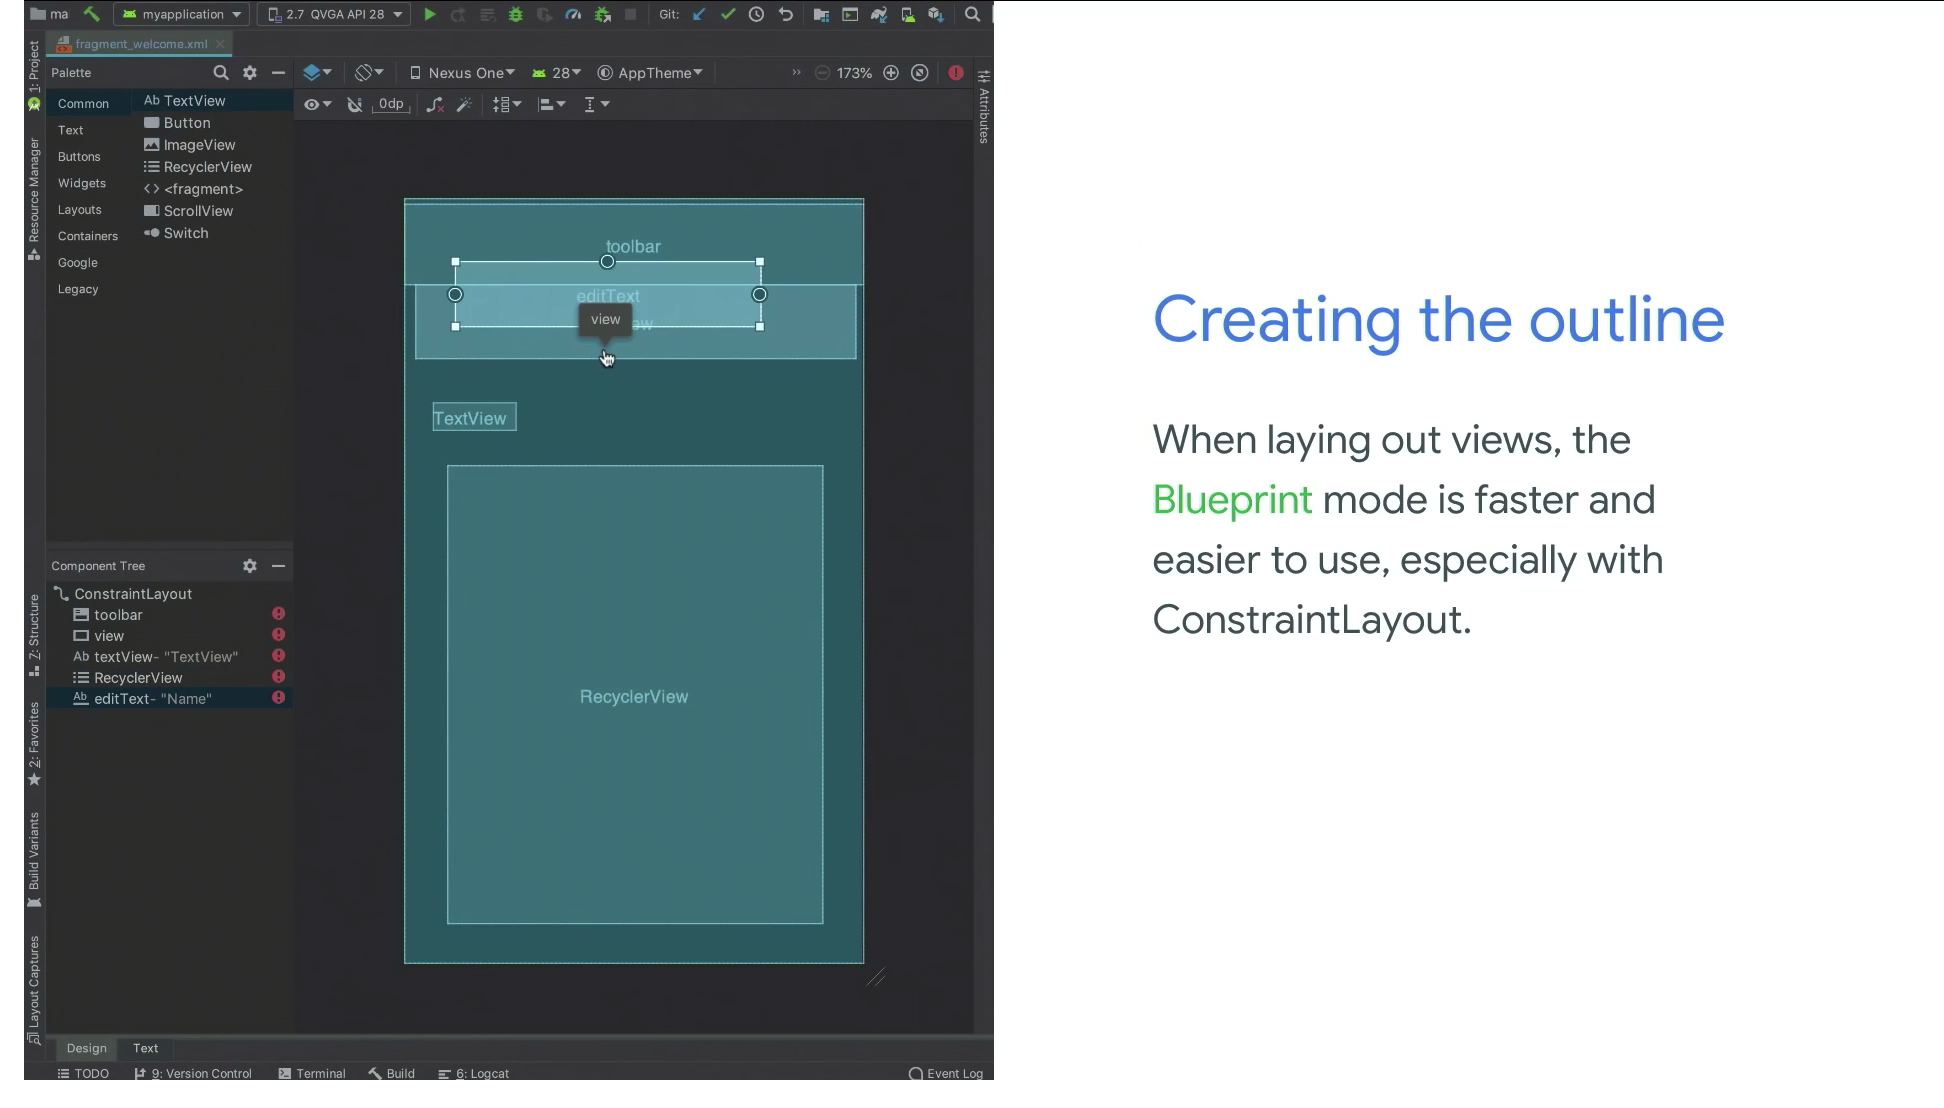 ma
myapplication
2.7 QVGA API 28
Git:
fragment_welcome.xml
1: Project
Resource Manager
7: Structure
2: Favorites
Build Variants
Layout Captures
Palette
Common
Text
Buttons
Widgets
Layouts
Containers
Google
Legacy
Ab TextView
Button
ImageView
RecyclerView
<fragment>
ScrollView
Switch
Nexus One
28
AppTheme
173%
0dp
Attributes
toolbar
editText
view
TextView
RecyclerView
Component Tree
ConstraintLayout
toolbar
view
Ab textView- "TextView"
RecyclerView
Ab editText- "Name"
Design
Text
TODO
9: Version Control
Terminal
Build
6: Logcat
Event Log
Creating the outline
When laying out views, the
Blueprint mode is faster and
easier to use, especially with
ConstraintLayout.